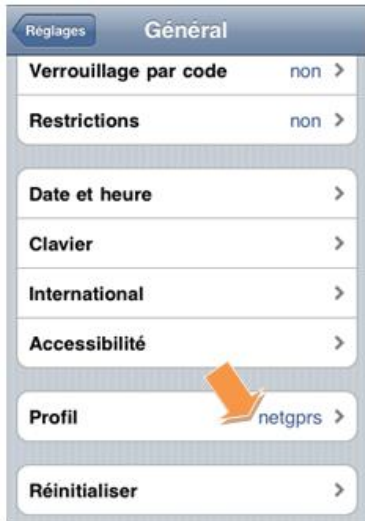 Réglages Général
Verrouillage par code non
Restrictions non
Date et heure
Clavier
International
Accessibilité
Profil netgprs
Réinitialiser